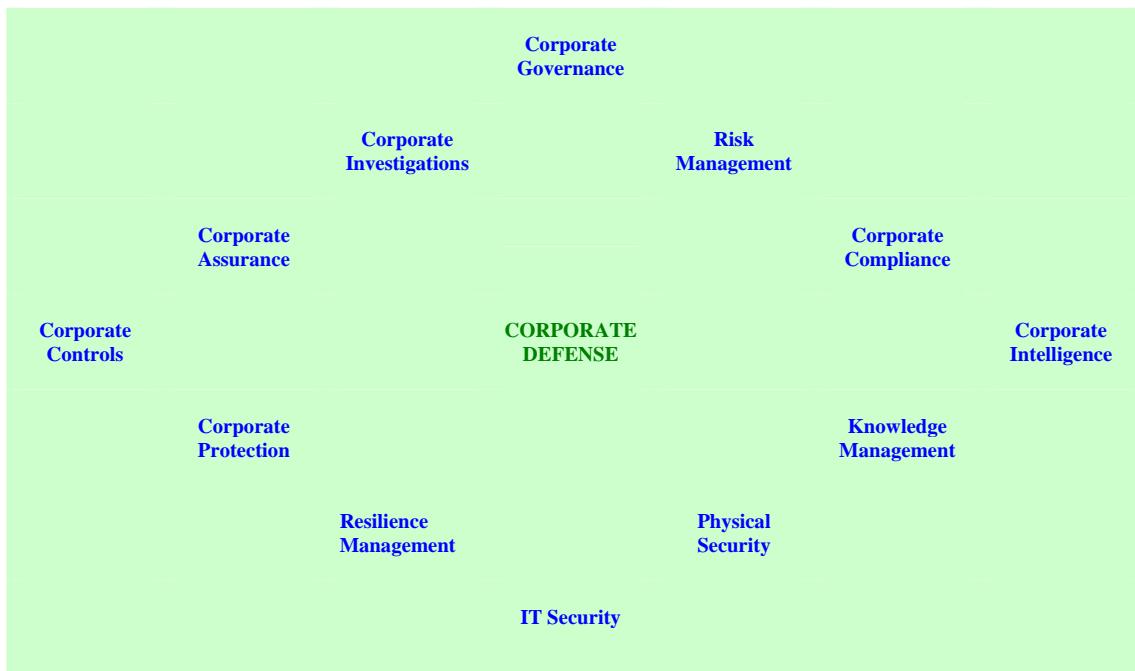 Corporate
Governance
Corporate
Investigations
Risk
Management
Corporate
Assurance
Corporate
Compliance
Corporate
Controls
CORPORATE
DEFENSE
Corporate
Intelligence
Corporate
Protection
Knowledge
Management
Resilience
Management
Physical
Security
IT Security